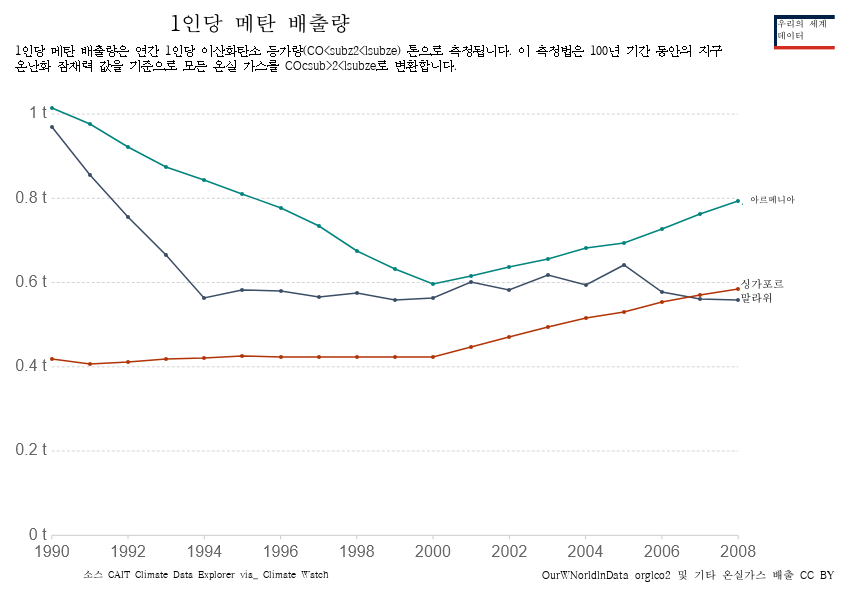 1인당 메탄 배출량
우리의 세계
데이터
1인당 메탄 배출량은 연간 1인당 이산화탄소 등가량(CO<subz2<lsubze) 톤으로 측정됩니다. 이 측정법은 100년 기간 동안의 지구
온난화 잠재력 값을 기준으로 모든 온실 가스를 COcsub>2<lsubze로 변환합니다.
1 t
0.8 t
아르메니아
0.6 t
싱가포르
말라위
0.4 t
0.2 t
0 t
1990 1992 1994 1996 1998 2000 2002 2004 2006 2008
소스 CAIT Climate Data Explorer vis_ Climate Watch
OurWNorldInData orglco2 및 기타 온실가스 배출 CC BY